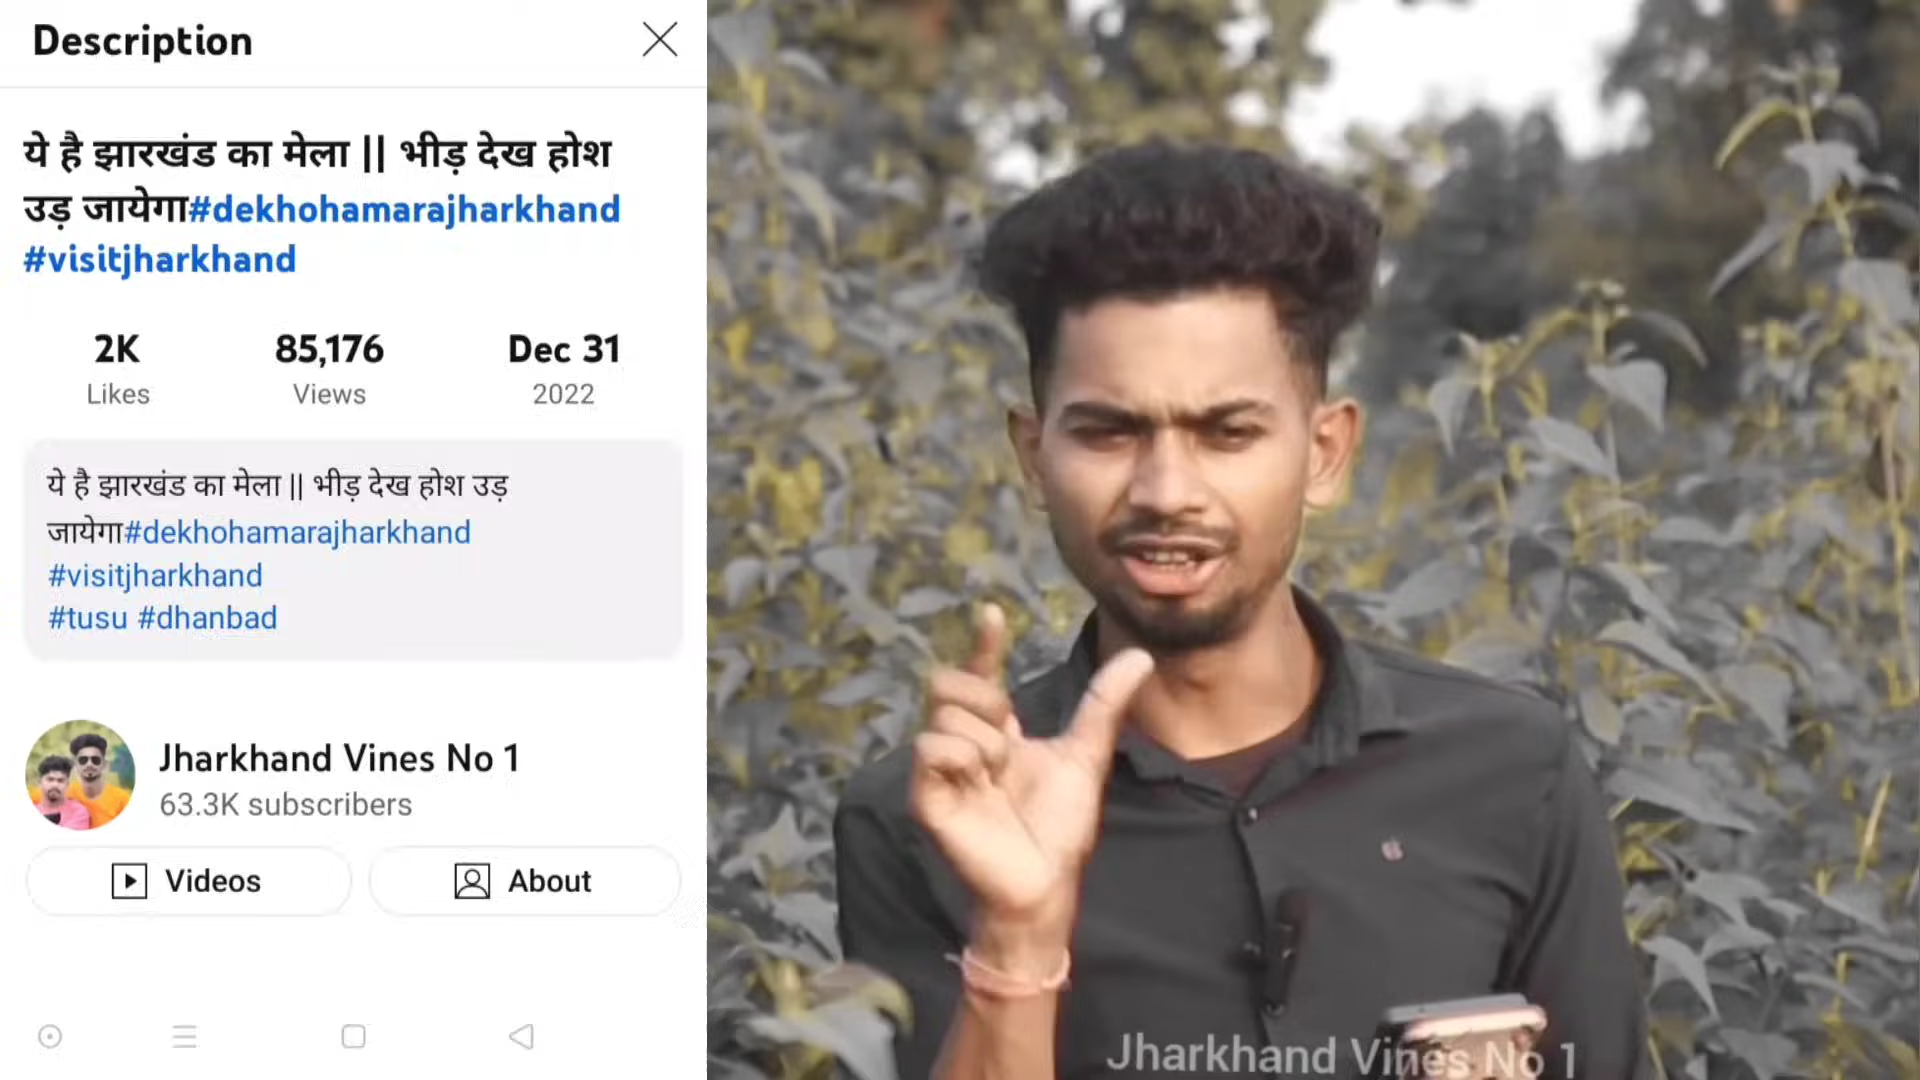 Description
ये है झारखंड का मेला || भीड़ देख होश
उड़ जायेगा#dekhohamarajharkhand
#visitjharkhand
2K
85,176
Dec 31
Likes
Views
2022
ये है झारखंड का मेला || भीड़ देख होश उड़
जायेगा#dekhohamarajharkhand
#visitjharkhand
#tusu #dhanbad
Jharkhand Vines No 1
63.3K subscribers
Videos
About
Jharkhand Vines No 1